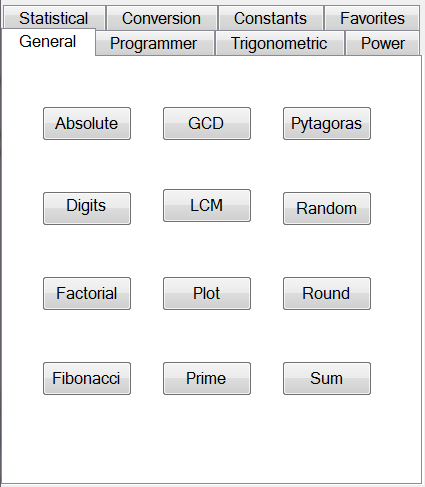 Statistical Conversion Constants Favorites
General Programmer Trigonometric Power
Absolute GCD Pytagoras
Digits LCM Random
Factorial Plot Round
Fibonacci Prime Sum